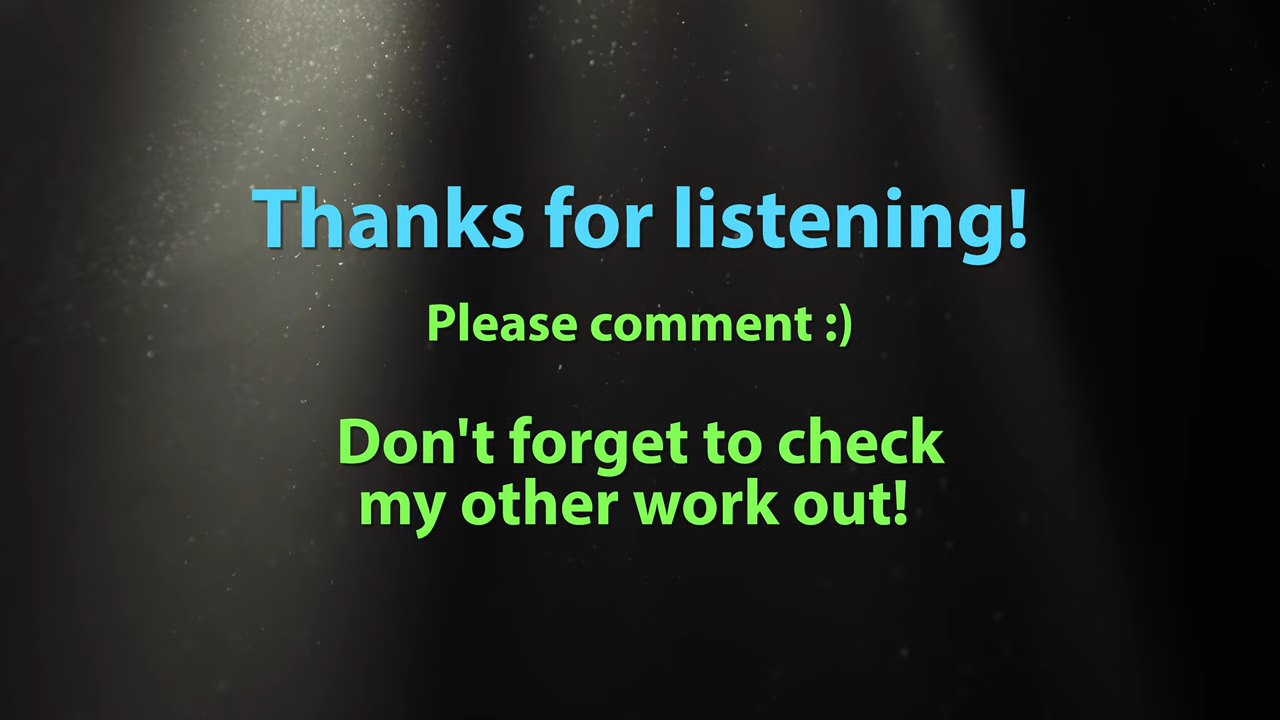 Thanks for listening!
Please comment :)
Don't forget to check
my other work out!